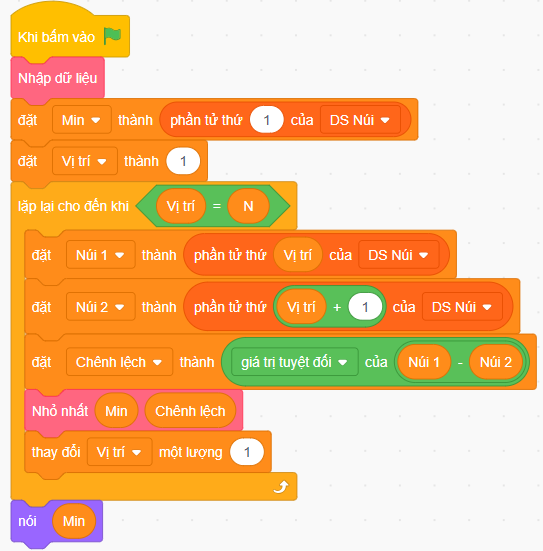 Khi bấm vào
Nhập dữ liệu
đặt Min thành phần tử thứ 1 của DS Núi
đặt Vị trí thành 1
lặp lại cho đến khi Vị trí = N
đặt Núi 1 thành phần tử thứ Vị trí của DS Núi
đặt Núi 2 thành phần tử thứ Vị trí + 1 của DS Núi
đặt Chênh lệch thành giá trị tuyệt đối của Núi 1 - Núi 2
Nhỏ nhất Min Chênh lệch
thay đổi Vị trí một lượng 1
nói Min